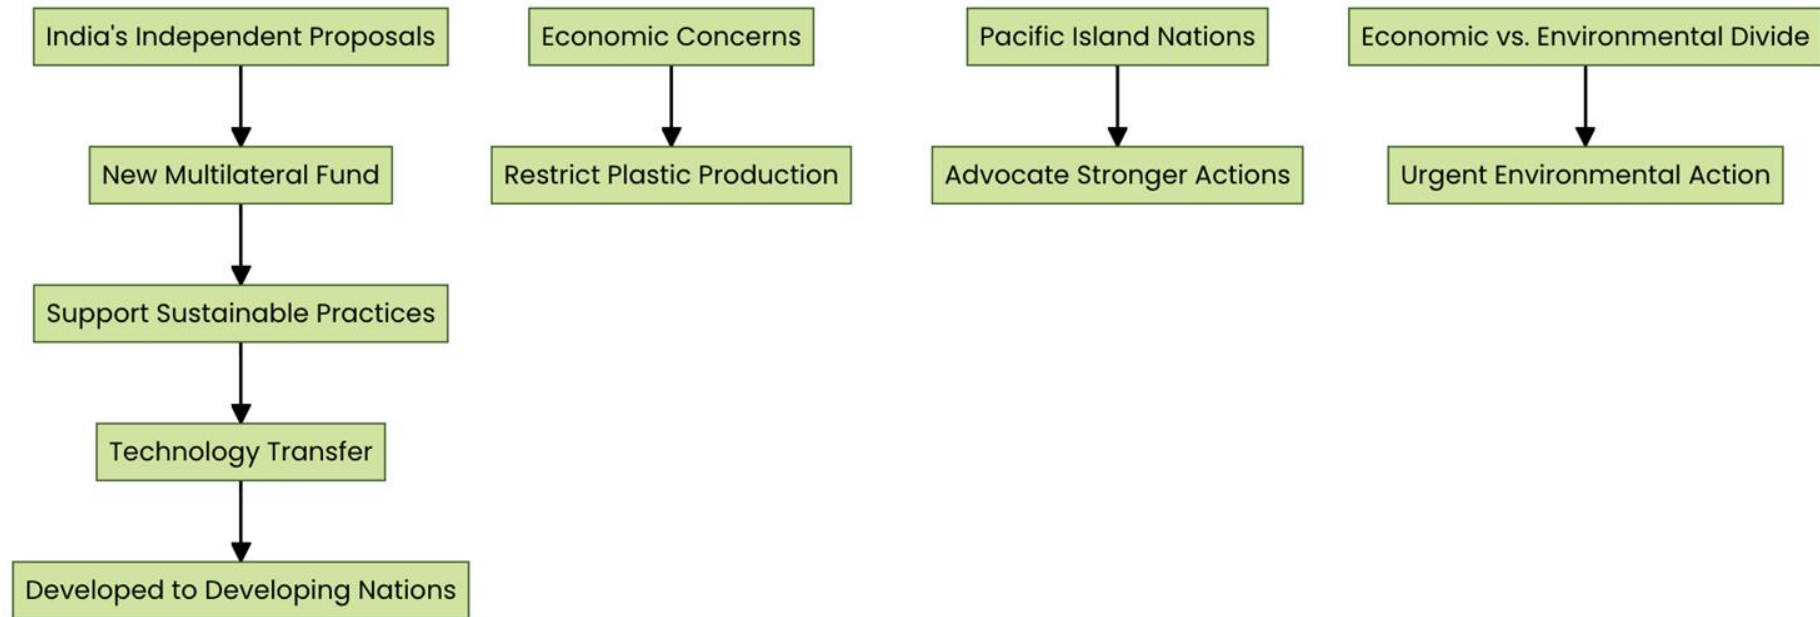 India's Independent Proposals
New Multilateral Fund
Support Sustainable Practices
Technology Transfer
Developed to Developing Nations
Economic Concerns
Restrict Plastic Production
Pacific Island Nations
Advocate Stronger Actions
Economic vs. Environmental Divide
Urgent Environmental Action